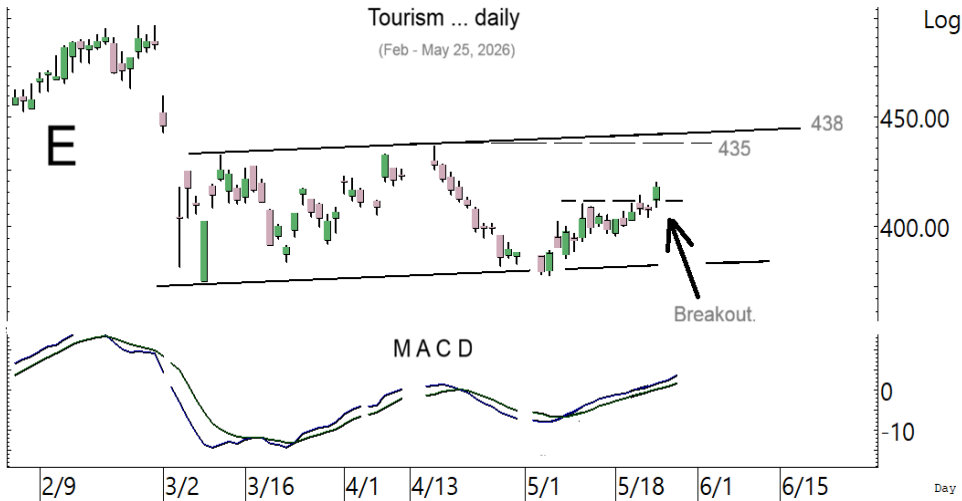 Tourism ... daily
(Feb - May 25, 2026)
Log
E
450.00
438
435
400.00
Breakout.
M A C D
0
-10
2/9
3/2
3/16
4/1
4/13
5/1
5/18
6/1
6/15
Day